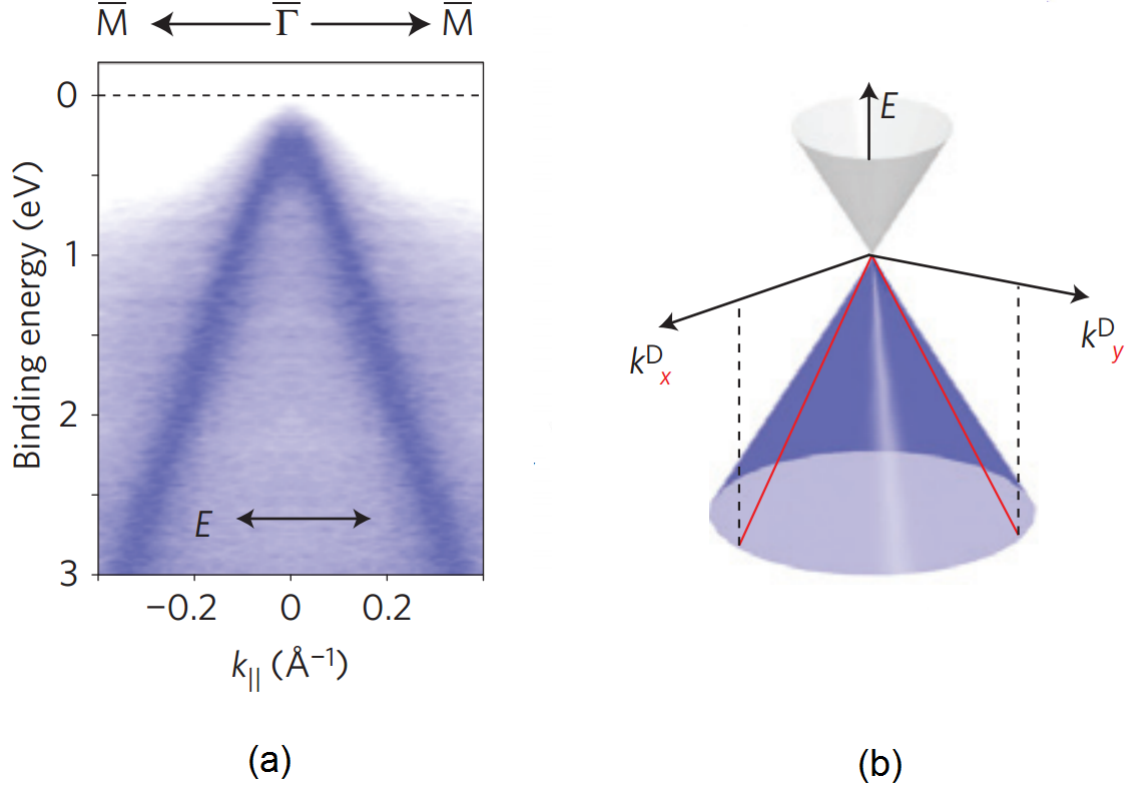 M̅ Γ̅ M̅
0
1
2
3
Binding energy (eV)
E
−0.2 0 0.2
k|| (Å⁻¹)
(a)
E
kᴰx
kᴰy
(b)